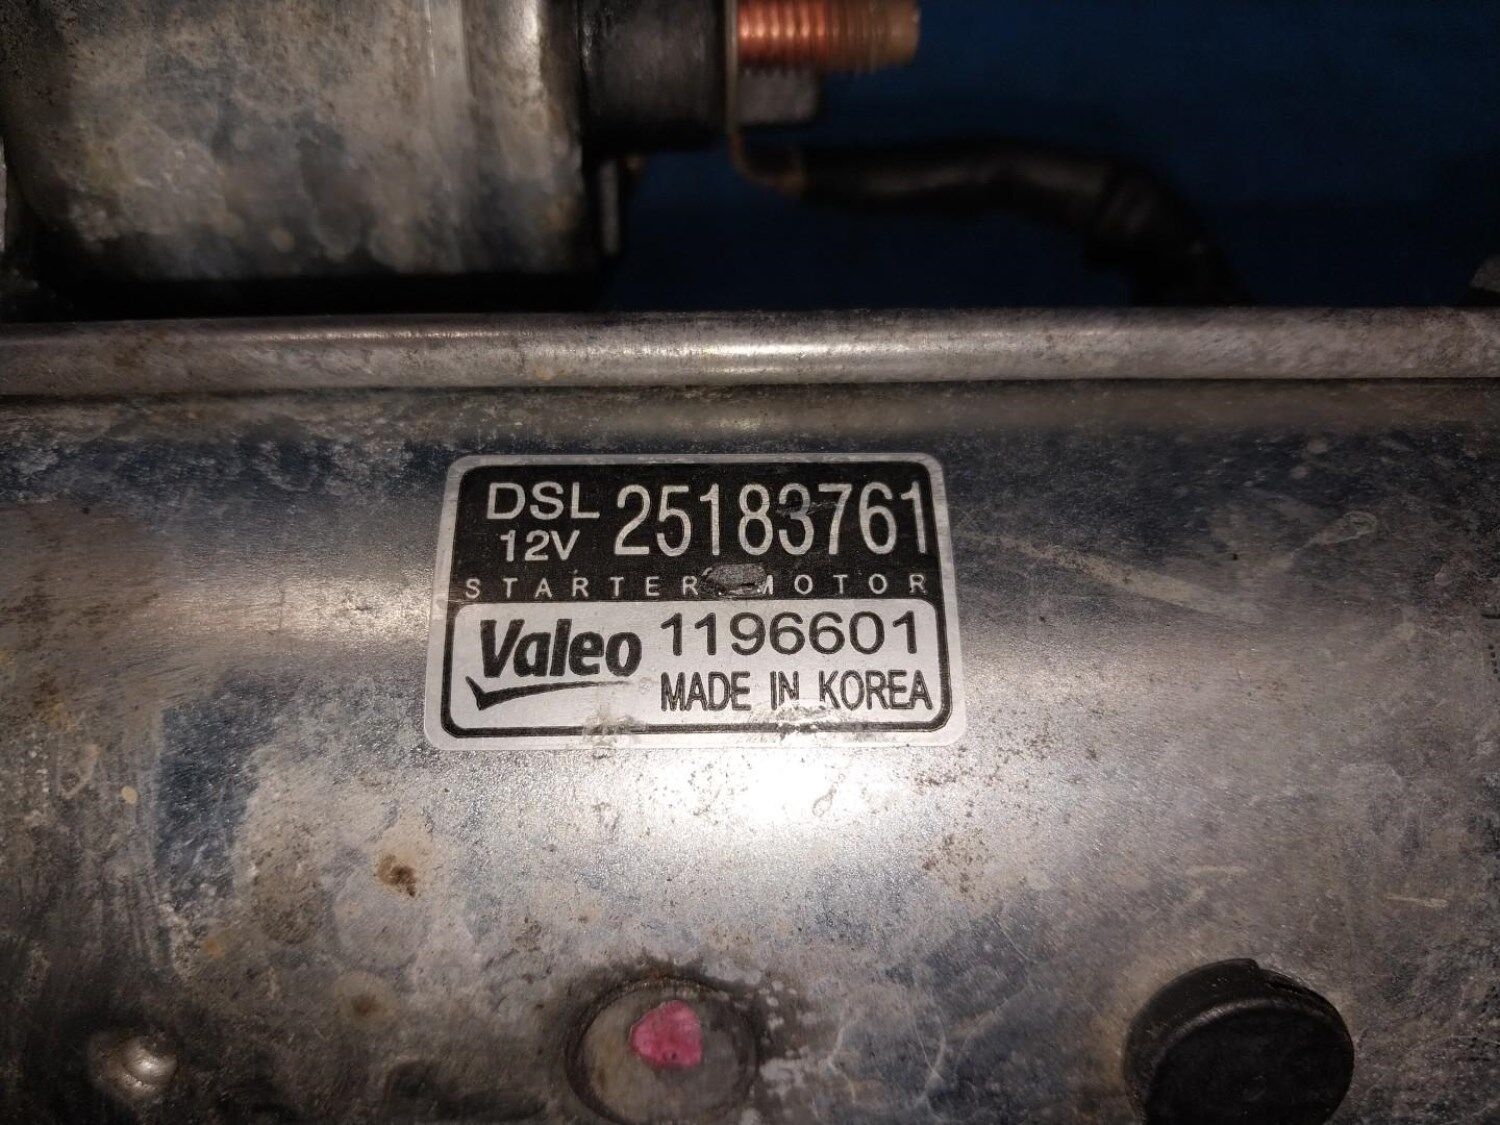 DSL 25183761
12V
STARTER MOTOR
Valeo 1196601
MADE IN KOREA